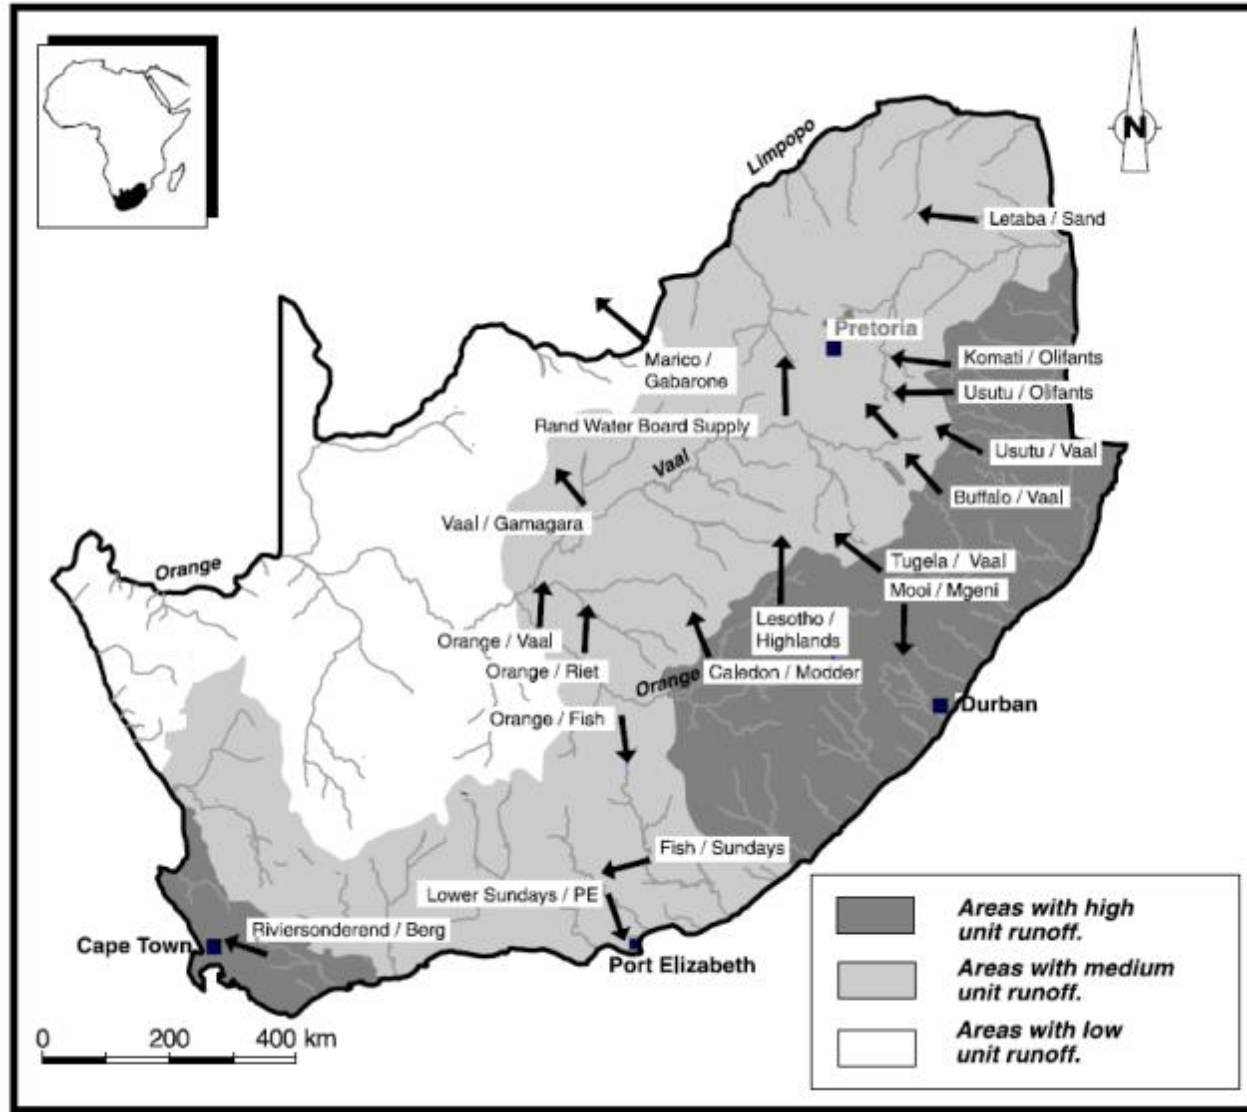 N
Limpopo
Letaba / Sand
Pretoria
Marico /
Gabarone
Komati / Olifants
Usutu / Olifants
Rand Water Board Supply
Vaal
Usutu / Vaal
Buffalo / Vaal
Vaal / Gamagara
Orange
Tugela / Vaal
Mooi / Mgeni
Lesotho /
Highlands
Orange / Vaal
Orange / Riet
Orange
Caledon / Modder
Orange / Fish
Durban
Fish / Sundays
Lower Sundays / PE
Riviersonderend / Berg
Cape Town
Port Elizabeth
0 200 400 km
Areas with high
unit runoff.
Areas with medium
unit runoff.
Areas with low
unit runoff.